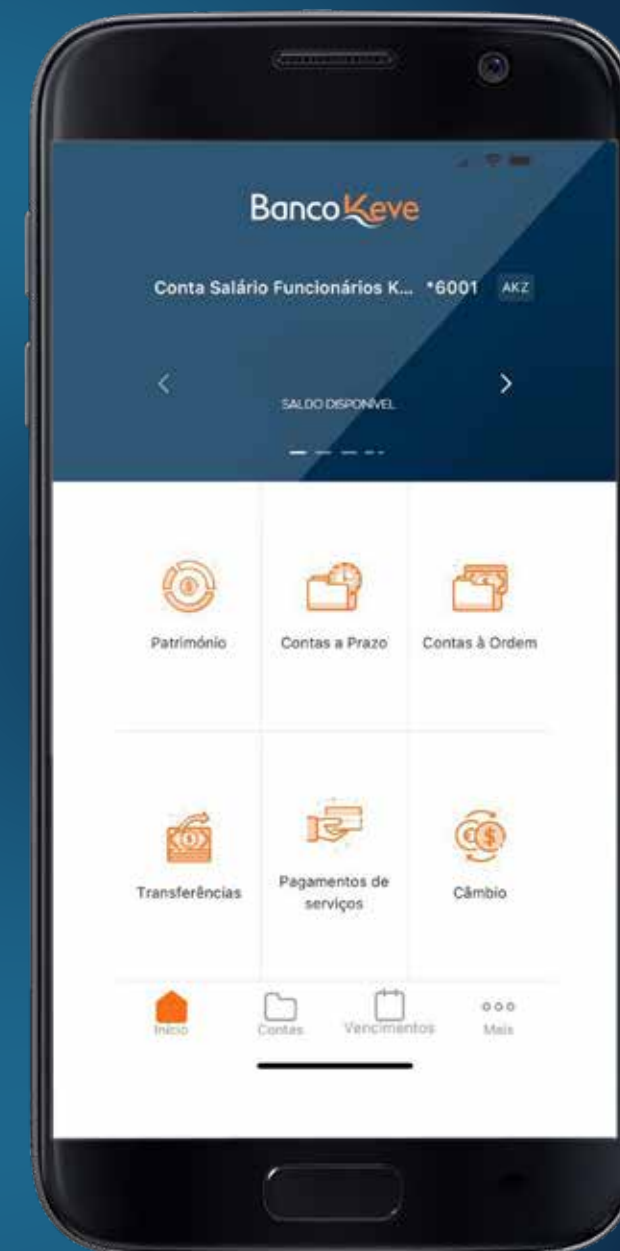 Banco Keve
Conta Salário Funcionários K... *6001 AKZ
SALDO DISPONÍVEL
Património
Contas a Prazo
Contas à Ordem
Transferências
Pagamentos de
serviços
Câmbio
Início
Contas
Vencimentos
Mais